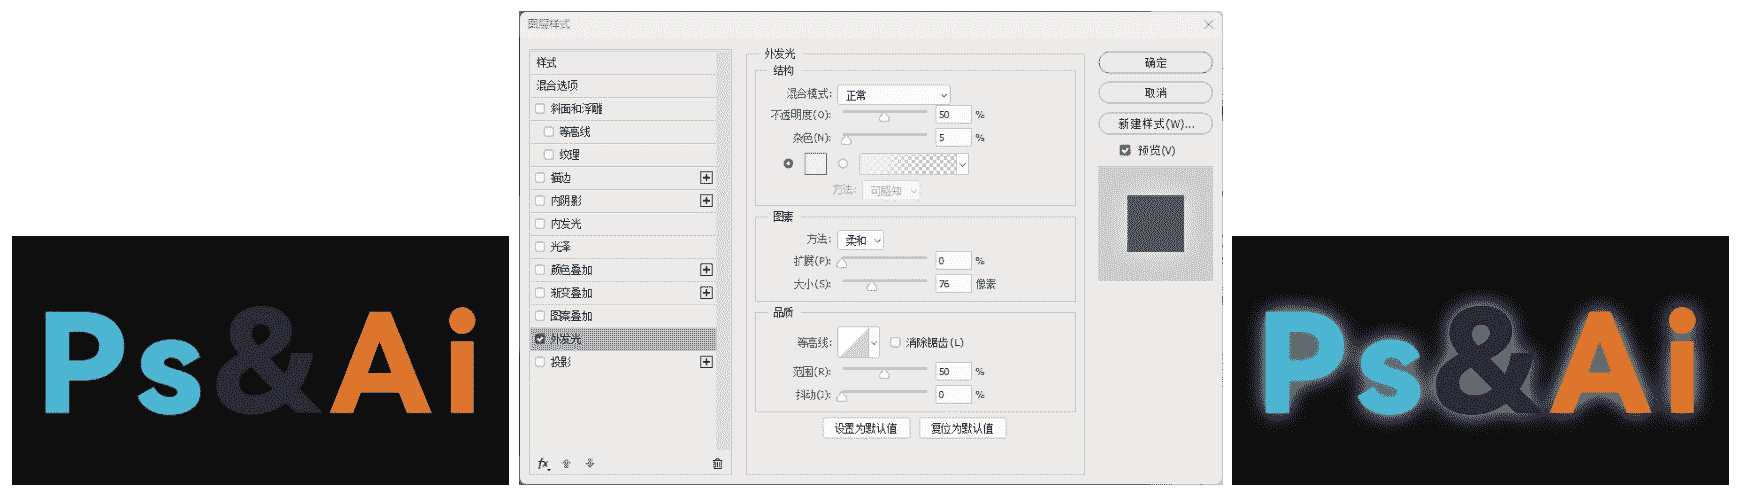 Ps&Ai
图层样式
样式
混合选项
斜面和浮雕
等高线
纹理
描边
内阴影
内发光
光泽
颜色叠加
渐变叠加
图案叠加
外发光
投影
fx
外发光
结构
混合模式: 正常
不透明度(O): 50 %
杂色(N): 5 %
方法: 可感知
图素
方法: 柔和
扩展(P): 0 %
大小(S): 76 像素
品质
等高线: 消除锯齿(L)
范围(R): 50 %
抖动(J): 0 %
设置为默认值 复位为默认值
确定
取消
新建样式(W)...
预览(V)
Ps&Ai